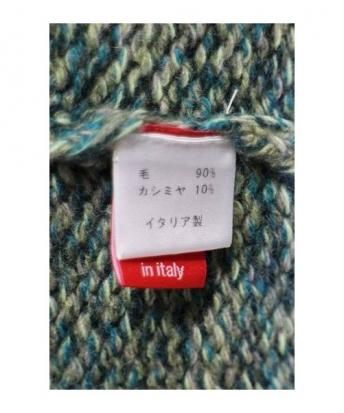 毛 90%
カシミヤ 10%
イタリア製
in italy